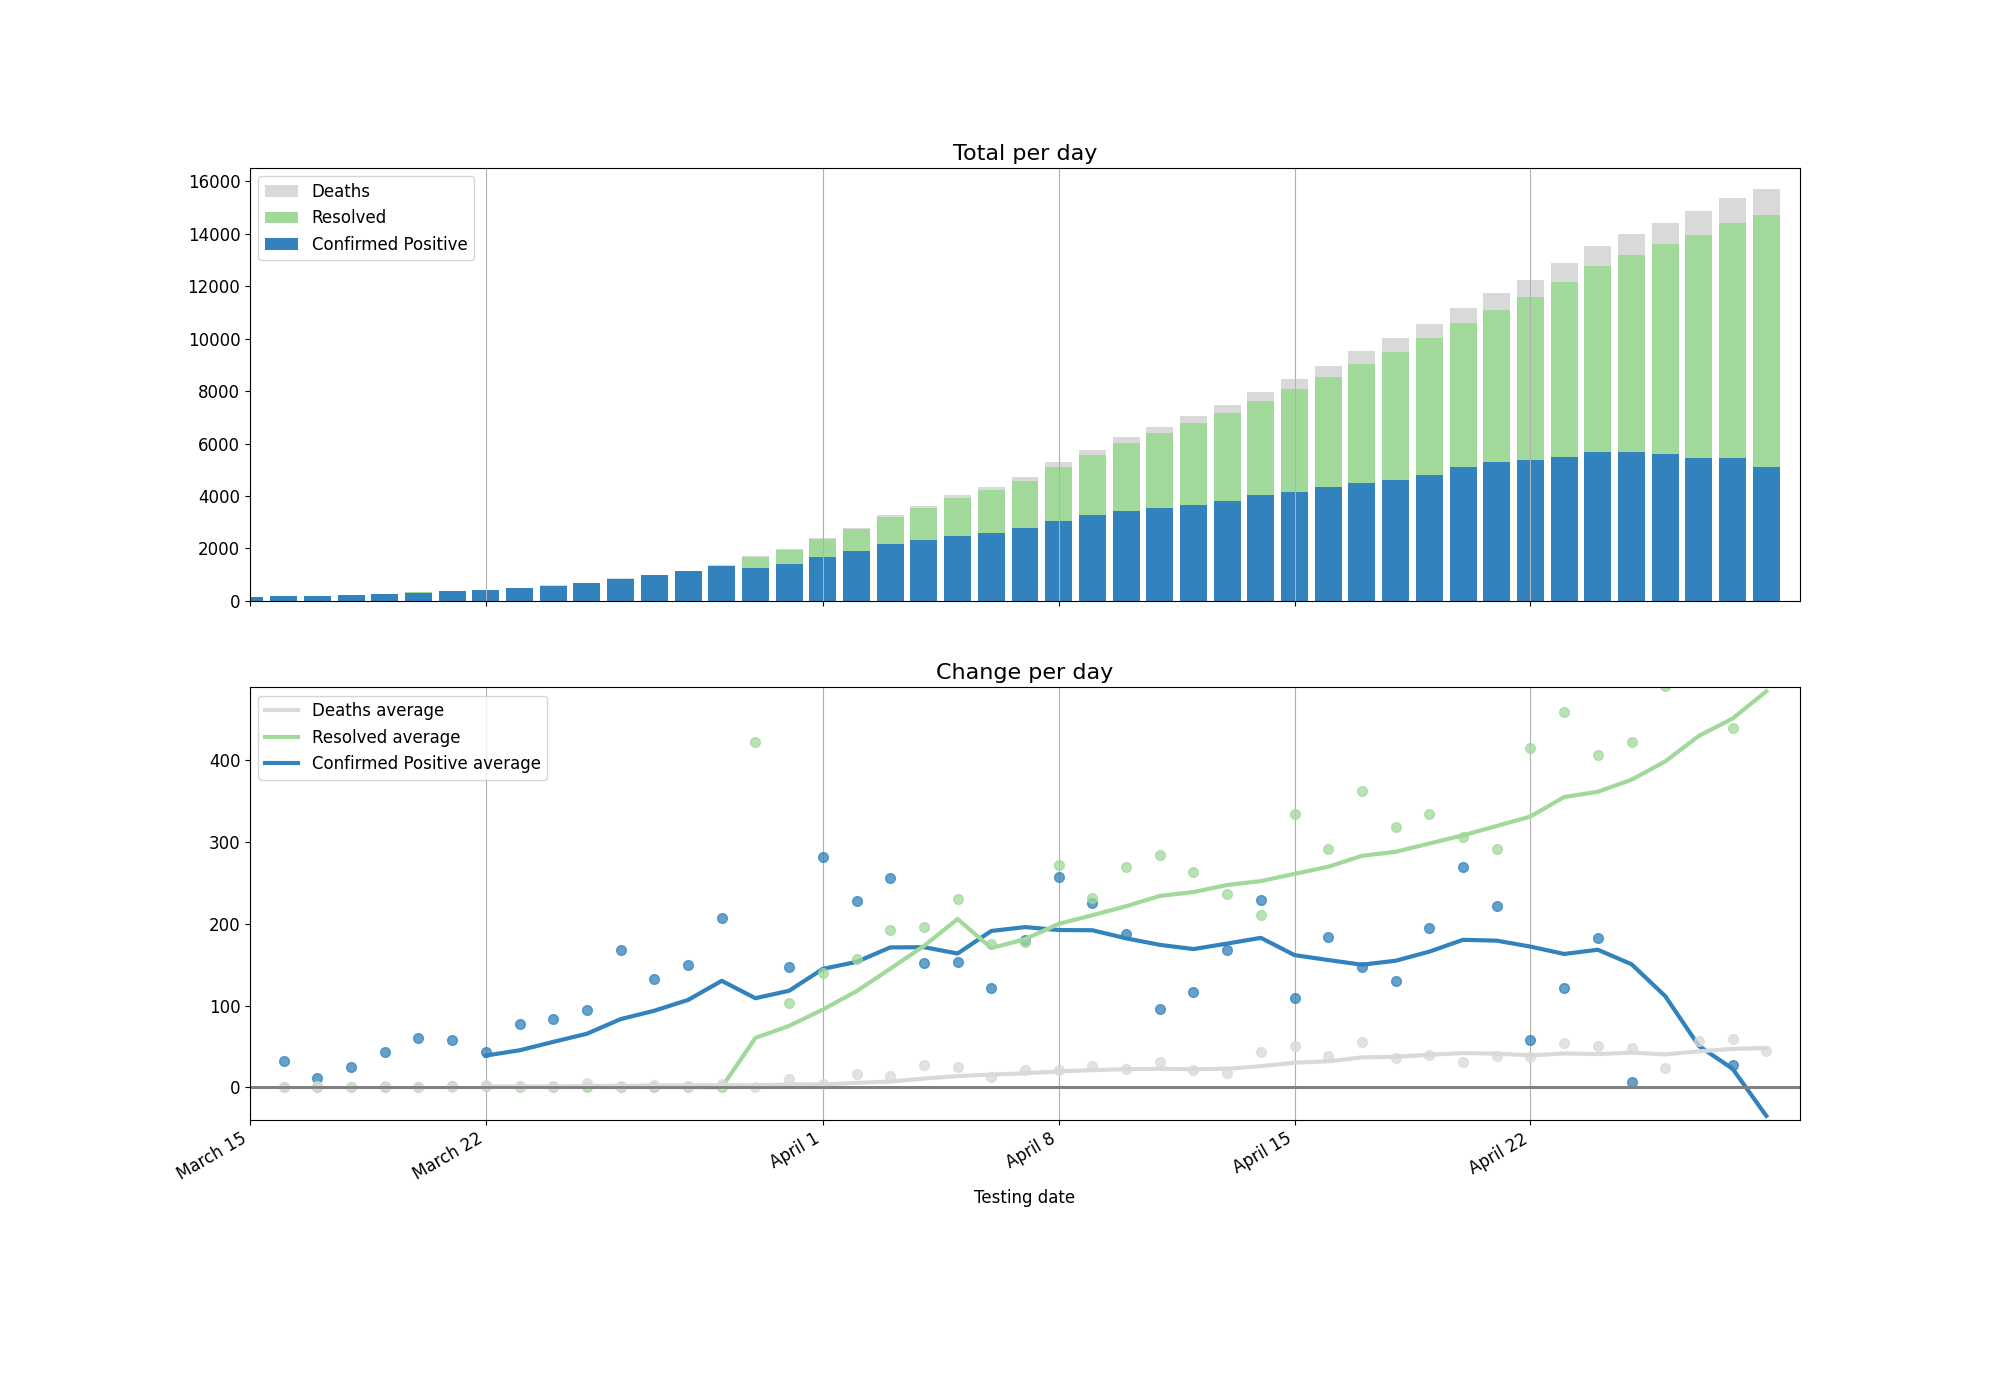 Total per day
16000
14000
12000
10000
8000
6000
4000
2000
0
Deaths
Resolved
Confirmed Positive
Change per day
400
300
200
100
0
Deaths average
Resolved average
Confirmed Positive average
March 15
March 22
April 1
April 8
April 15
April 22
Testing date